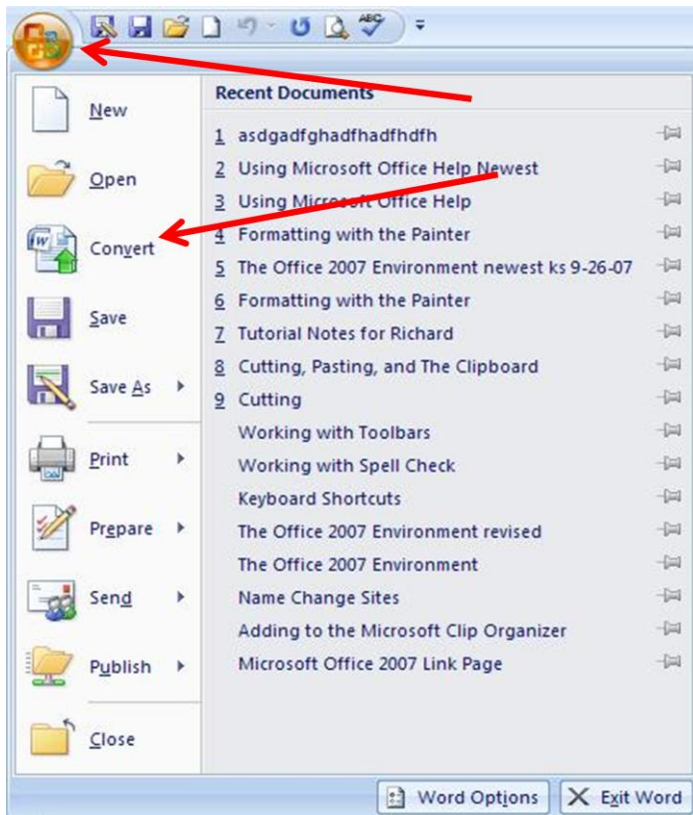 ABC
New
Open
Convert
Save
Save As
Print
Prepare
Send
Publish
Close
Recent Documents
1 asdgadfghadfhadfhdfh
2 Using Microsoft Office Help Newest
3 Using Microsoft Office Help
4 Formatting with the Painter
5 The Office 2007 Environment newest ks 9-26-07
6 Formatting with the Painter
7 Tutorial Notes for Richard
8 Cutting, Pasting, and The Clipboard
9 Cutting
Working with Toolbars
Working with Spell Check
Keyboard Shortcuts
The Office 2007 Environment revised
The Office 2007 Environment
Name Change Sites
Adding to the Microsoft Clip Organizer
Microsoft Office 2007 Link Page
Word Options
Exit Word